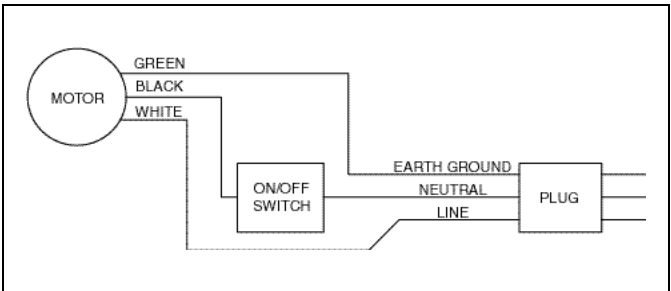 GREEN
BLACK
MOTOR
WHITE
EARTH GROUND
ON/OFF
SWITCH
NEUTRAL
PLUG
LINE